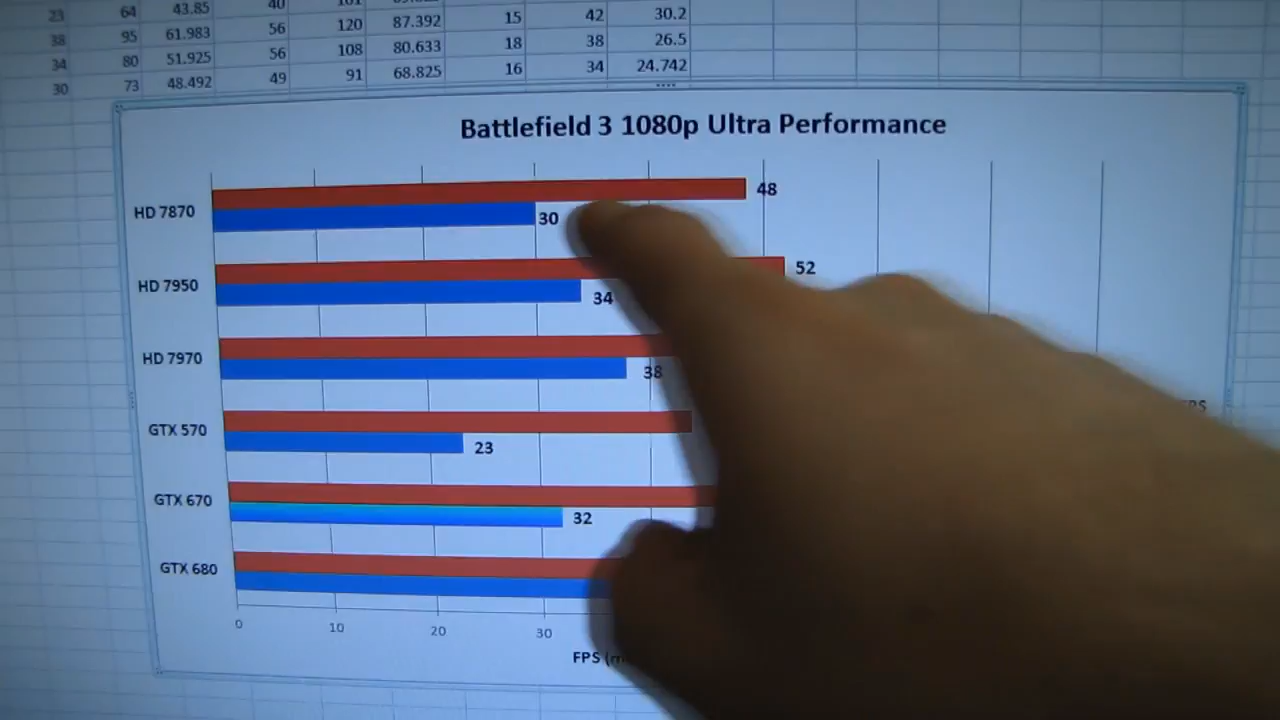 23 64 43.85 40 101
38 95 61.983 56 120 87.392 15 42 30.2
34 80 51.925 56 108 80.633 18 38 26.5
30 73 48.492 49 91 68.825 16 34 24.742
Battlefield 3 1080p Ultra Performance
HD 7870 48
30
HD 7950 52
34
HD 7970
38
GTX 570
23
GTX 670
32
GTX 680
0 10 20 30
FPS